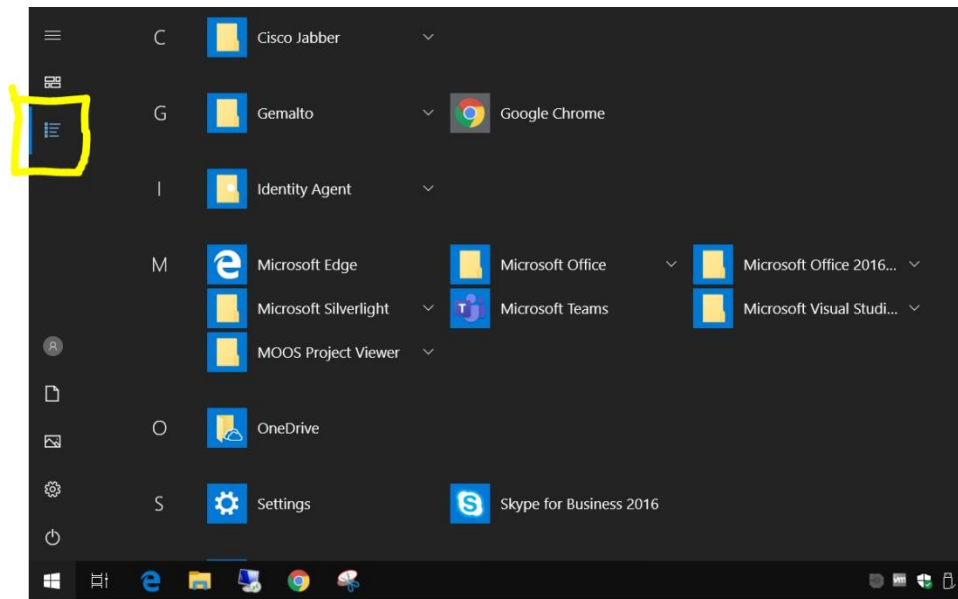 C Cisco Jabber
G Gemalto Google Chrome
I Identity Agent
M Microsoft Edge Microsoft Office Microsoft Office 2016...
Microsoft Silverlight Microsoft Teams Microsoft Visual Studi...
MOOS Project Viewer
O OneDrive
S Settings Skype for Business 2016